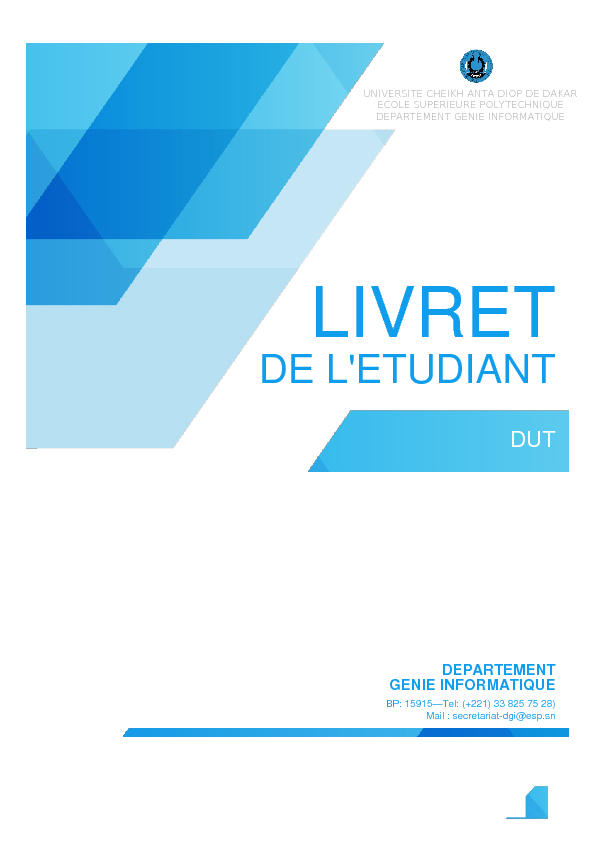 UNIVERSITE CHEIKH ANTA DIOP DE DAKAR
ECOLE SUPERIEURE POLYTECHNIQUE
DEPARTEMENT GENIE INFORMATIQUE
LIVRET
DE L'ETUDIANT
DUT
DEPARTEMENT
GENIE INFORMATIQUE
BP: 15915—Tel: (+221) 33 825 75 28)
Mail : secretariat-dgi@esp.sn